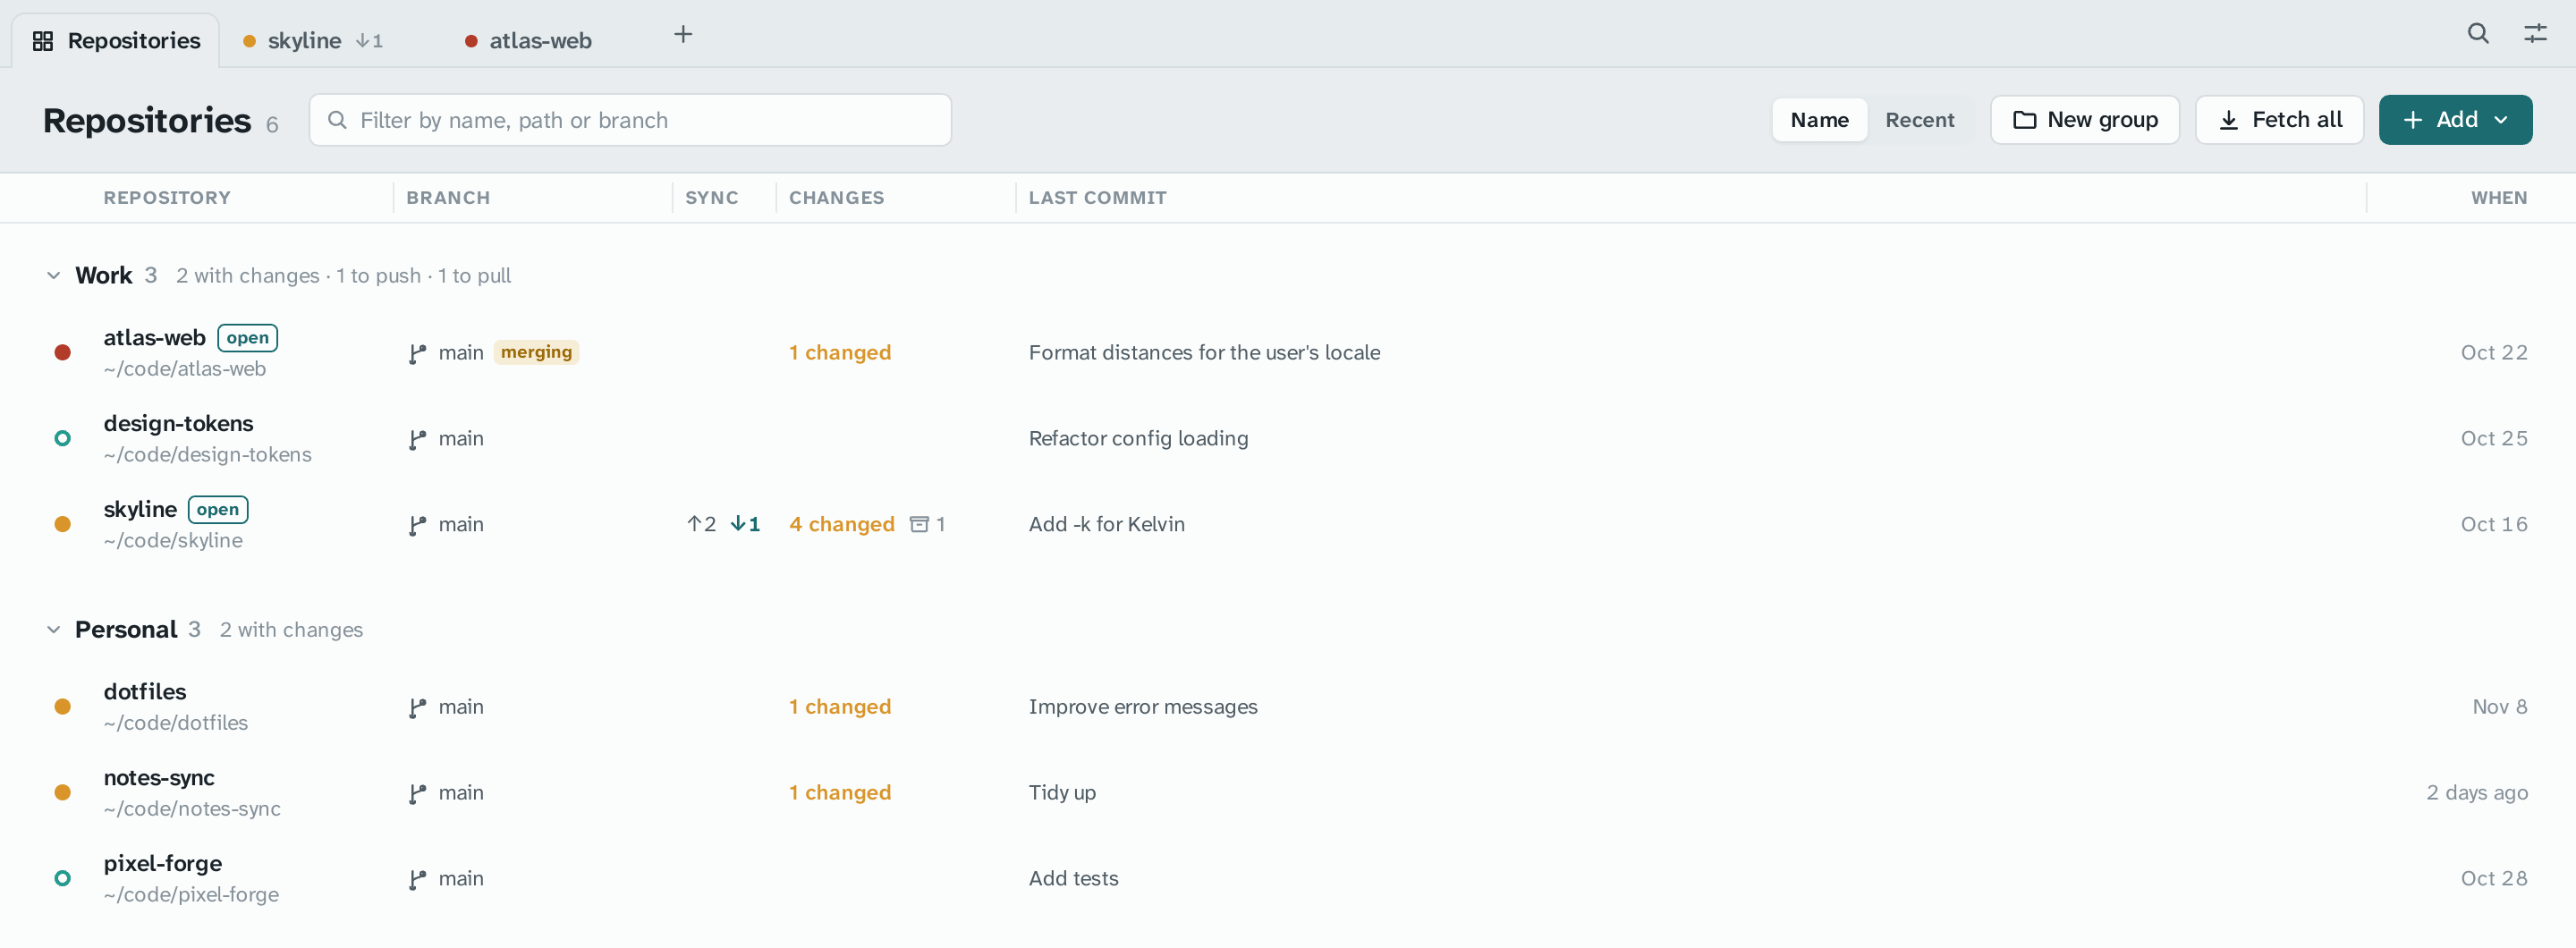 Repositories skyline ↓1 atlas-web +
Repositories 6 Filter by name, path or branch Name Recent New group Fetch all + Add
REPOSITORY BRANCH SYNC CHANGES LAST COMMIT WHEN
Work 3 2 with changes · 1 to push · 1 to pull
atlas-web open
~/code/atlas-web
main merging 1 changed Format distances for the user's locale Oct 22
design-tokens
~/code/design-tokens
main Refactor config loading Oct 25
skyline open
~/code/skyline
main ↑2 ↓1 4 changed 1 Add -k for Kelvin Oct 16
Personal 3 2 with changes
dotfiles
~/code/dotfiles
main 1 changed Improve error messages Nov 8
notes-sync
~/code/notes-sync
main 1 changed Tidy up 2 days ago
pixel-forge
~/code/pixel-forge
main Add tests Oct 28